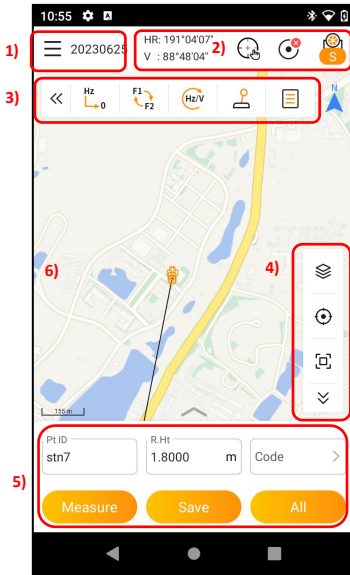 10:55 A
1)
20230625
HR: 191°04'07"
V : 88°48'04"
2)
S
3)
Hz
0
F1
F2
Hz/V
N
4)
6)
155 m
5)
Pt ID
stn7
R.Ht
1.8000 m
Code
Measure
Save
All